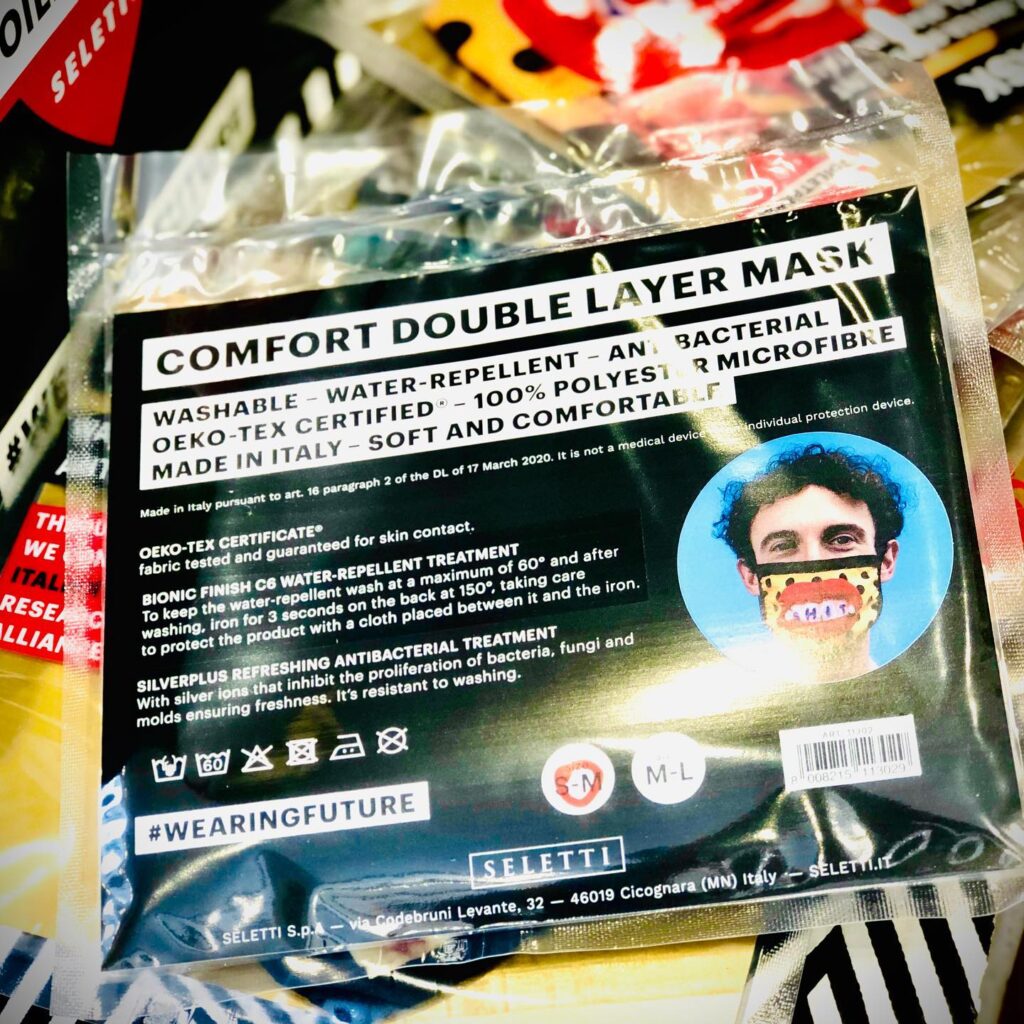 SELETTI
COMFORT DOUBLE LAYER MASK
WASHABLE – WATER-REPELLENT – ANTIBACTERIAL
OEKO-TEX CERTIFIED® – 100% POLYESTER MICROFIBRE
MADE IN ITALY – SOFT AND COMFORTABLE
Made in Italy pursuant to art. 16 paragraph 2 of the DL of 17 March 2020. It is not a medical device individual protection device.
OEKO-TEX CERTIFICATE®
fabric tested and guaranteed for skin contact.
BIONIC FINISH C6 WATER-REPELLENT TREATMENT
To keep the water-repellent wash at a maximum of 60° and after
washing, iron for 3 seconds on the back at 150°, taking care
to protect the product with a cloth placed between it and the iron.
SILVERPLUS REFRESHING ANTIBACTERIAL TREATMENT
With silver ions that inhibit the proliferation of bacteria, fungi and
molds ensuring freshness. It's resistant to washing.
SHIT
60
S-M
M-L
ART. 11302
8 008215 113029
#WEARINGFUTURE
SELETTI
SELETTI S.p.A — via Codebruni Levante, 32 — 46019 Cicognara (MN) Italy — SELETTI.IT